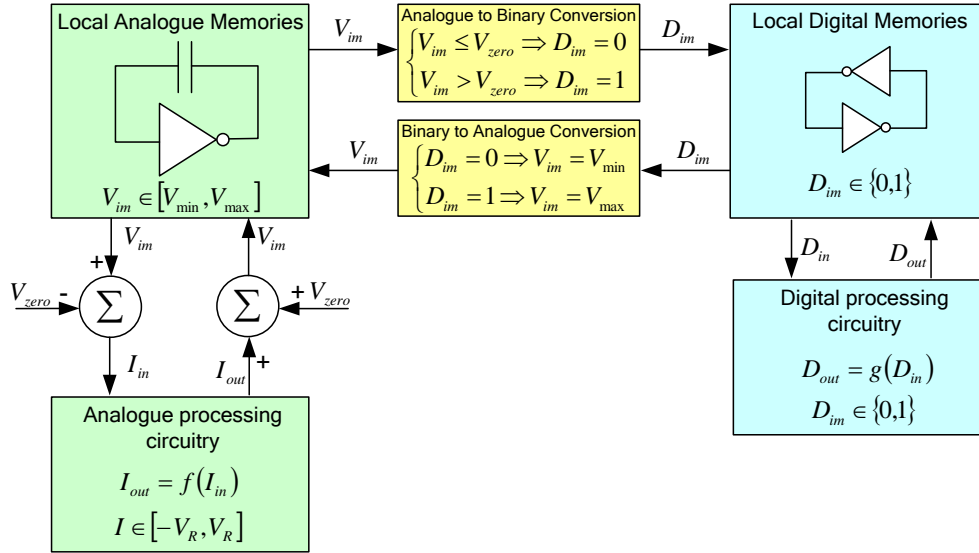 Local Analogue Memories
V_im ∈ [V_min, V_max]
V_im
Analogue to Binary Conversion
V_im ≤ V_zero ⇒ D_im = 0
V_im > V_zero ⇒ D_im = 1
D_im
Local Digital Memories
D_im ∈ {0,1}
V_im
Binary to Analogue Conversion
D_im = 0 ⇒ V_im = V_min
D_im = 1 ⇒ V_im = V_max
D_im
V_im
V_im
+
V_zero -
Σ
Σ
+ V_zero
I_in
I_out +
Analogue processing
circuitry
I_out = f(I_in)
I ∈ [-V_R, V_R]
D_in
D_out
Digital processing
circuitry
D_out = g(D_in)
D_im ∈ {0,1}